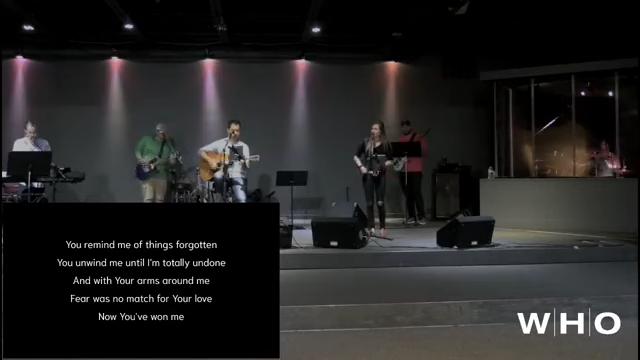 You remind me of things forgotten
You unwind me until I'm totally undone
And with Your arms around me
Fear was no match for Your love
Now You've won me
W|H|O